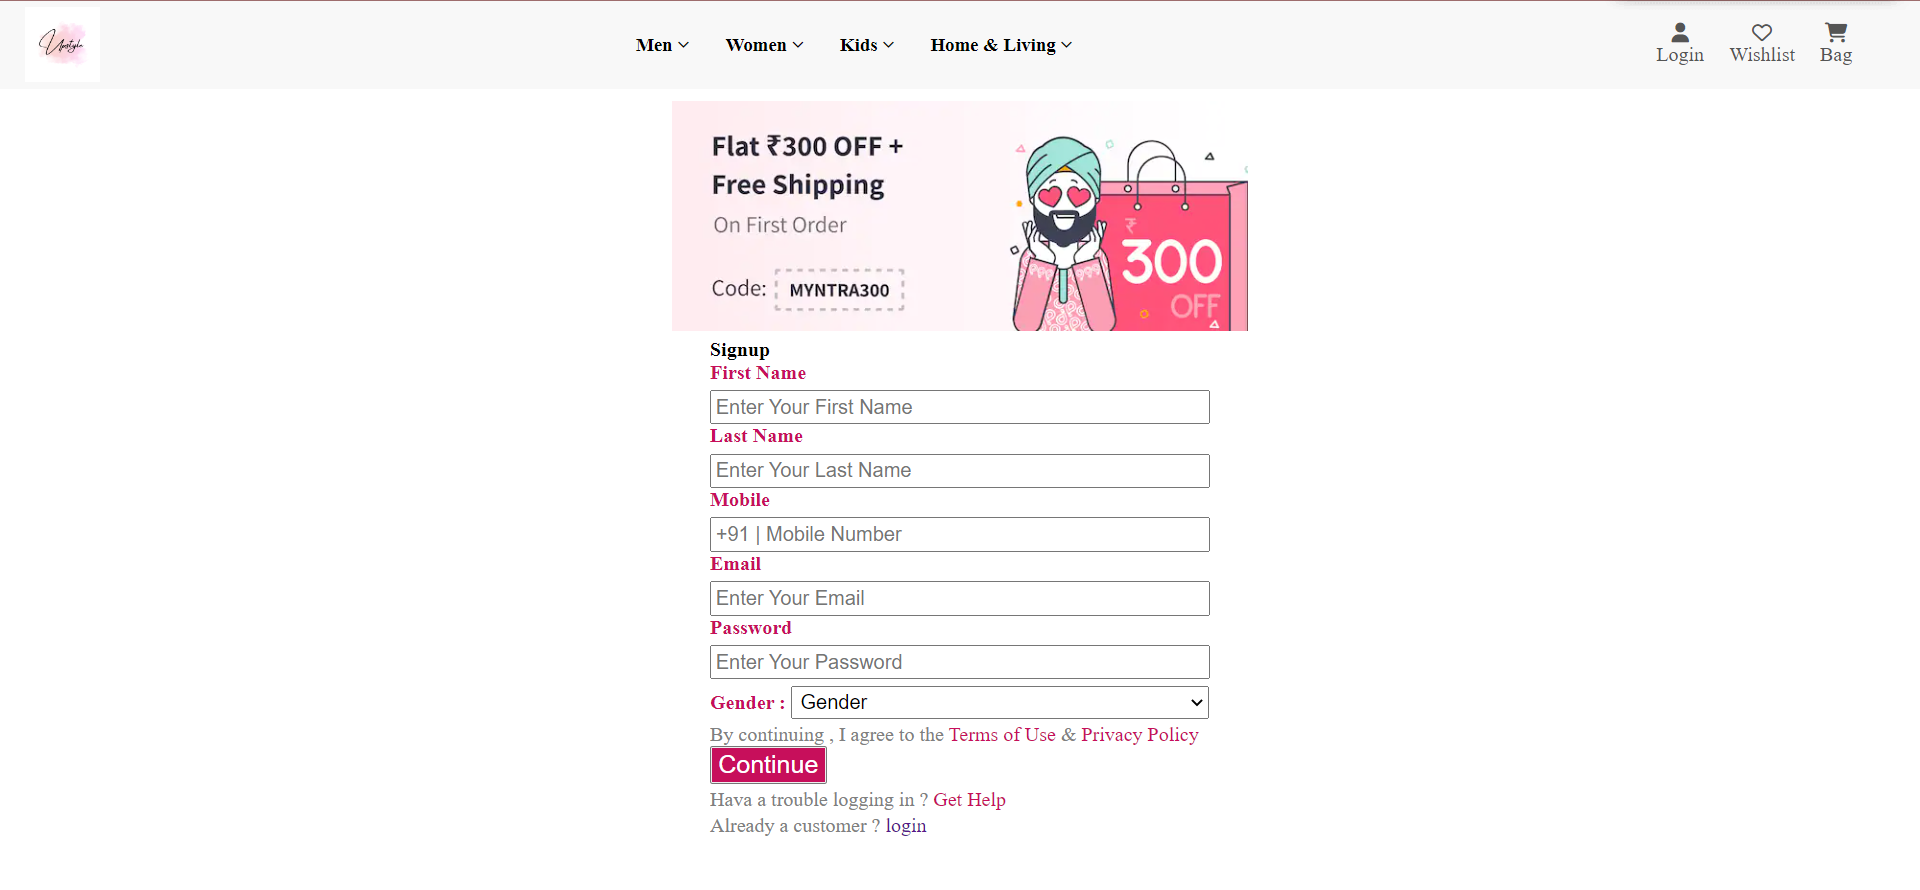 Upstyle
Men Women Kids Home & Living
Login Wishlist Bag
Flat ₹300 OFF +
Free Shipping
On First Order
Code: MYNTRA300
₹
300
OFF
Signup
First Name
Enter Your First Name
Last Name
Enter Your Last Name
Mobile
+91 | Mobile Number
Email
Enter Your Email
Password
Enter Your Password
Gender : Gender
By continuing , I agree to the Terms of Use & Privacy Policy
Continue
Hava a trouble logging in ? Get Help
Already a customer ? login